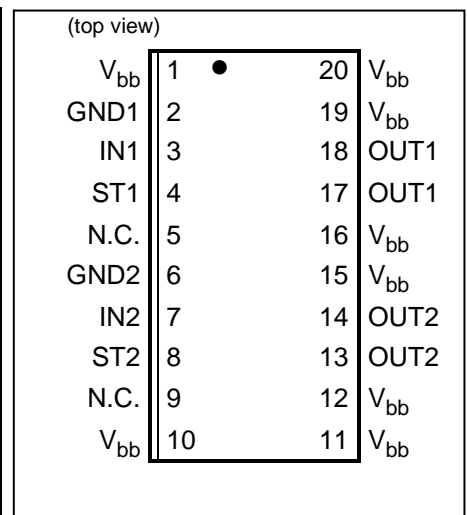 (top view)
Vbb 1 ● 20 Vbb
GND1 2 19 Vbb
IN1 3 18 OUT1
ST1 4 17 OUT1
N.C. 5 16 Vbb
GND2 6 15 Vbb
IN2 7 14 OUT2
ST2 8 13 OUT2
N.C. 9 12 Vbb
Vbb 10 11 Vbb